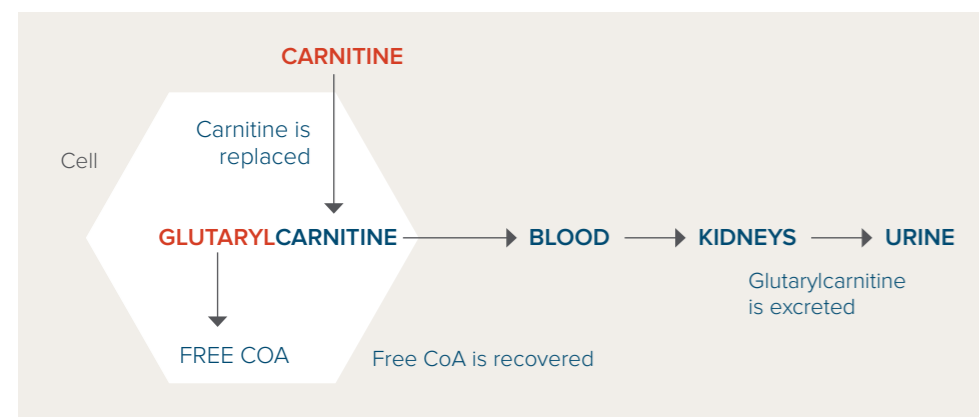 CARNITINE
Carnitine is
replaced
Cell
GLUTARYLCARNITINE
BLOOD
KIDNEYS
URINE
Glutarylcarnitine
is excreted
FREE COA
Free CoA is recovered